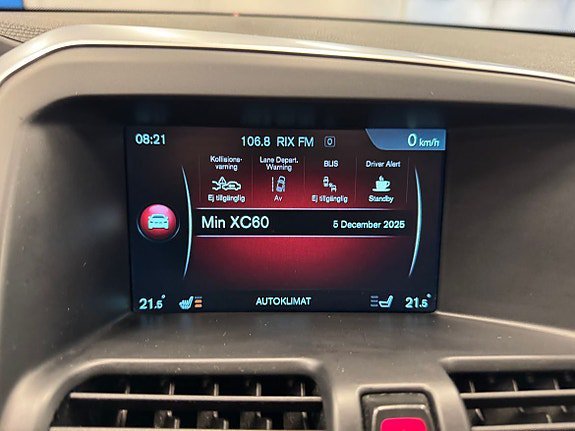 08:21 106.8 RIX FM 0 0 km/h
Kollisions-
varning
Ej tillgänglig
Lane Depart.
Warning
Av
BLIS
Ej tillgänglig
Driver Alert
Standby
Min XC60 5 December 2025
21.5° AUTOKLIMAT 21.5°